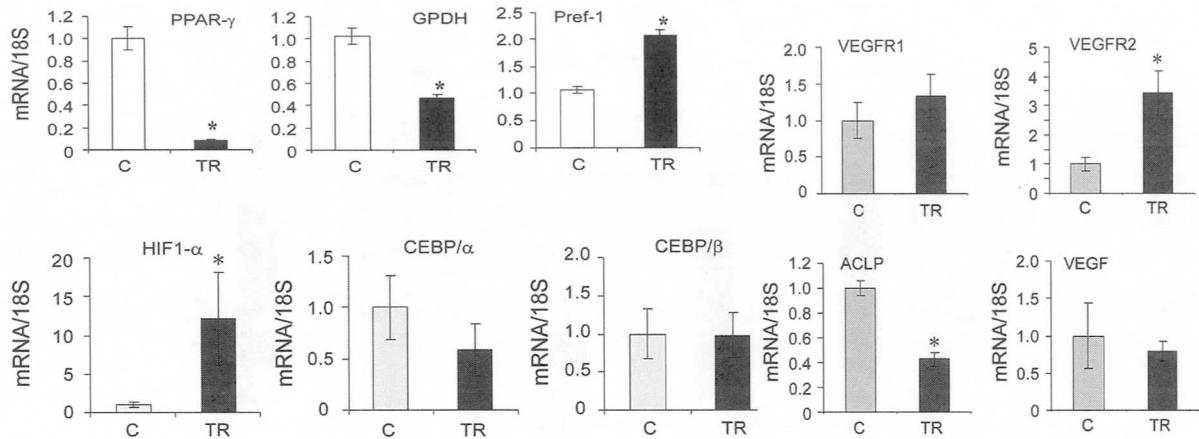 PPAR-γ
mRNA/18S
1.2
1.0
0.8
0.6
0.4
0.2
0
*
C TR
GPDH
1.2
1.0
0.8
0.6
0.4
0.2
0
*
C TR
Pref-1
2.5
2.0
1.5
1.0
0.5
0.0
*
C TR
VEGFR1
mRNA/18S
2.0
1.5
1.0
0.5
0
C TR
VEGFR2
mRNA/18S
5
4
3
2
1
0
*
C TR
HIF1-α
mRNA/18S
20
15
10
5
0
*
C TR
CEBP/α
mRNA/18S
1.5
1.0
0.5
0
C TR
CEBP/β
mRNA/18S
2.0
1.5
1.0
0.5
0
C TR
ACLP
mRNA/18S
1.2
1.0
0.8
0.6
0.4
0.2
0
*
C TR
VEGF
mRNA/18S
2.0
1.5
1.0
0.5
0
C TR